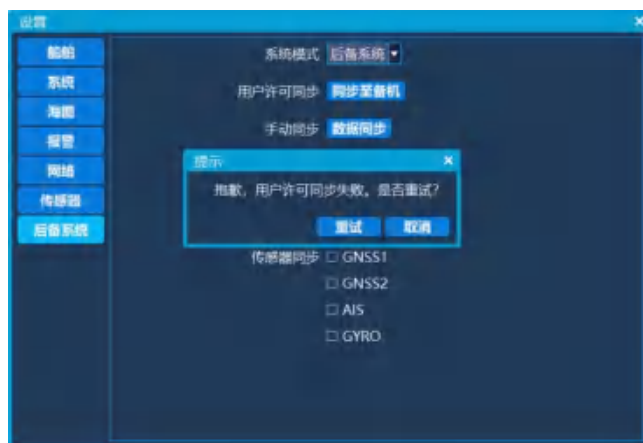 设置
船舶
系统
海图
报警
网络
传感器
后备系统
系统模式 后备系统
用户许可同步 同步至备机
手动同步 数据同步
提示
抱歉，用户许可同步失败。是否重试？
重试 取消
传感器同步 GNSS1
GNSS2
AIS
GYRO